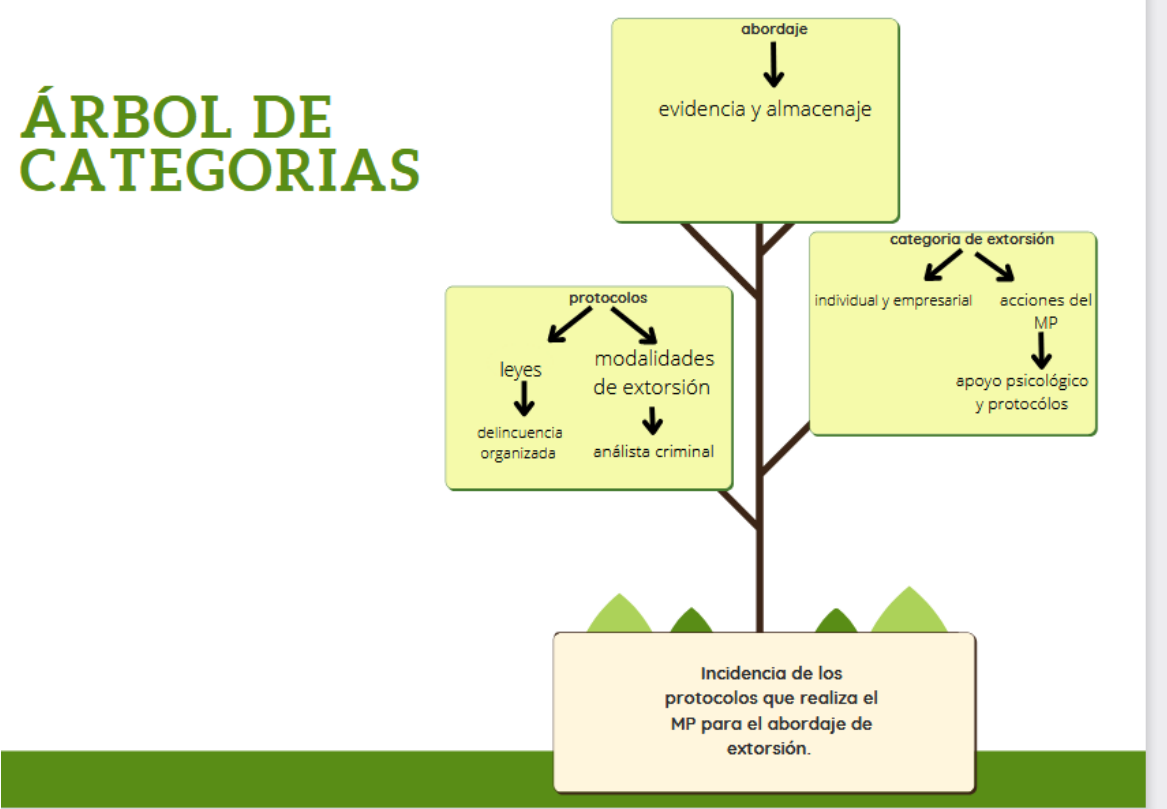 ÁRBOL DE
CATEGORIAS
abordaje
evidencia y almacenaje
categoria de extorsión
individual y empresarial
acciones del
MP
apoyo psicológico
y protocólos
protocolos
leyes
delincuencia
organizada
modalidades
de extorsión
análista criminal
Incidencia de los
protocolos que realiza el
MP para el abordaje de
extorsión.